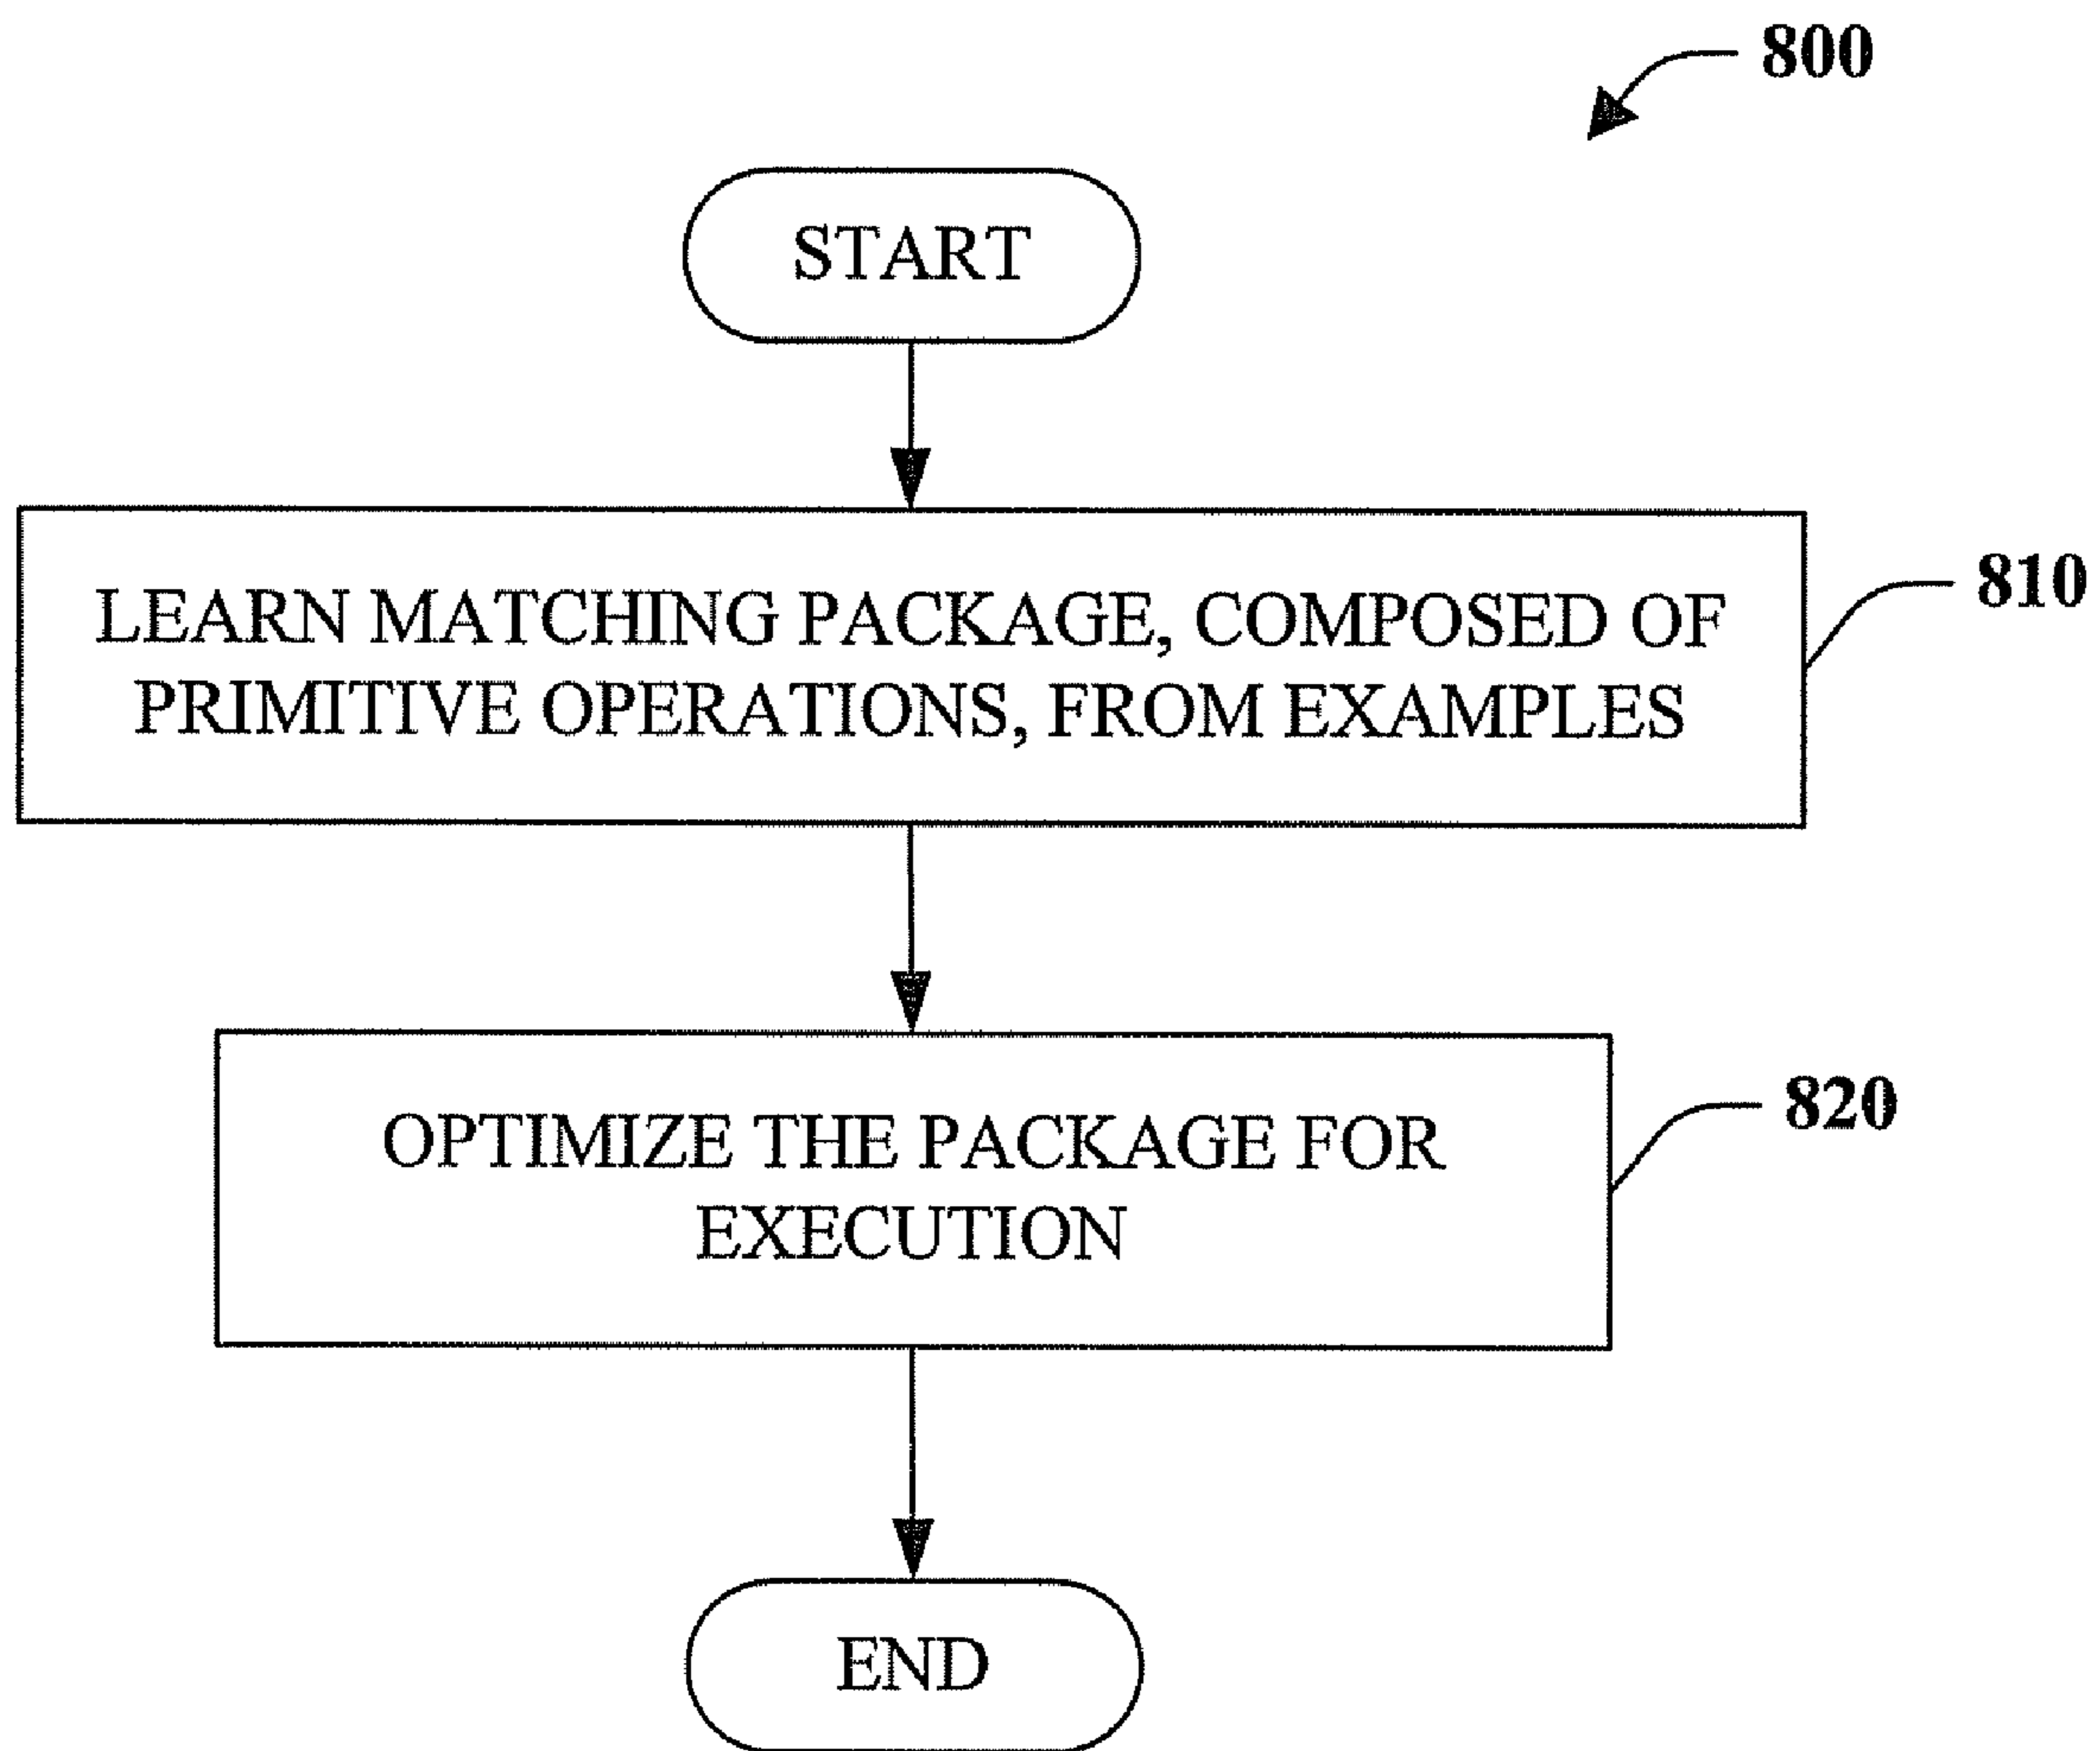 800
START
LEARN MATCHING PACKAGE, COMPOSED OF
PRIMITIVE OPERATIONS, FROM EXAMPLES
810
OPTIMIZE THE PACKAGE FOR
EXECUTION
820
END